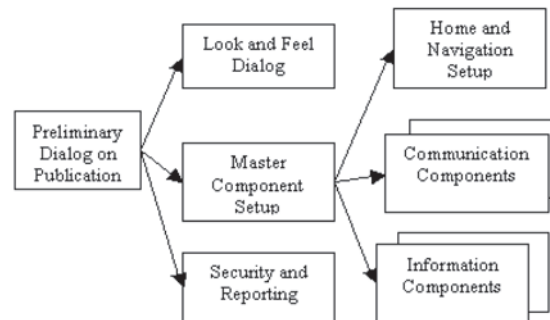 Preliminary
Dialog on
Publication
Look and Feel
Dialog
Master
Component
Setup
Security and
Reporting
Home and
Navigation
Setup
Communication
Components
Information
Components